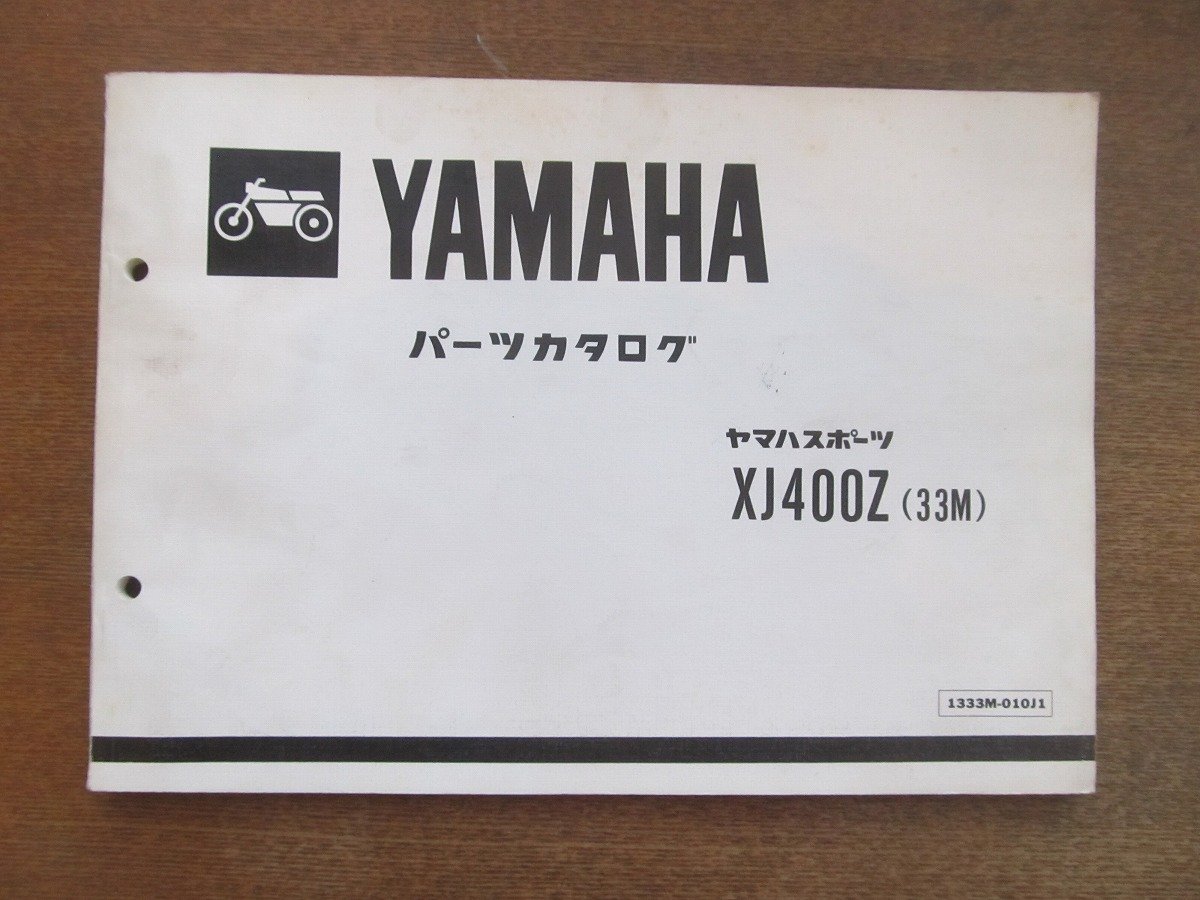 YAMAHA
パーツカタログ
ヤマハスポーツ
XJ400Z (33M)
1333M-010J1